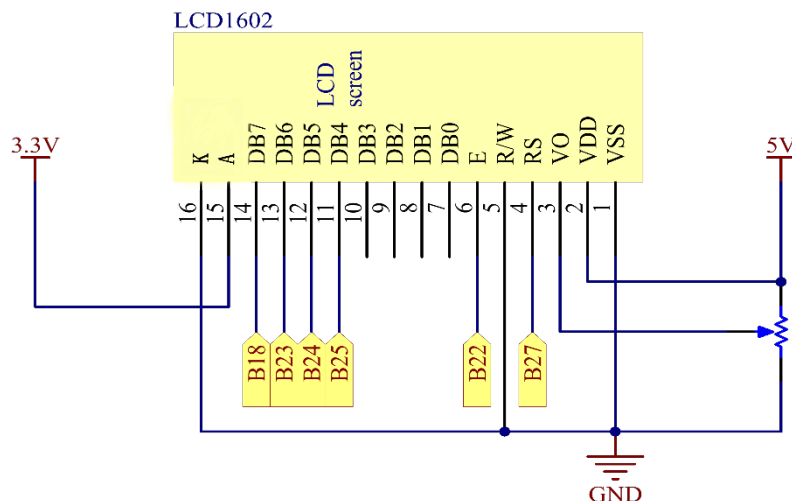 LCD1602
LCD
screen
3.3V
5V
K
A
DB7
DB6
DB5
DB4
DB3
DB2
DB1
DB0
E
R/W
RS
VO
VDD
VSS
16
15
14
13
12
11
10
9
8
7
6
5
4
3
2
1
B18
B23
B24
B25
B22
B27
GND